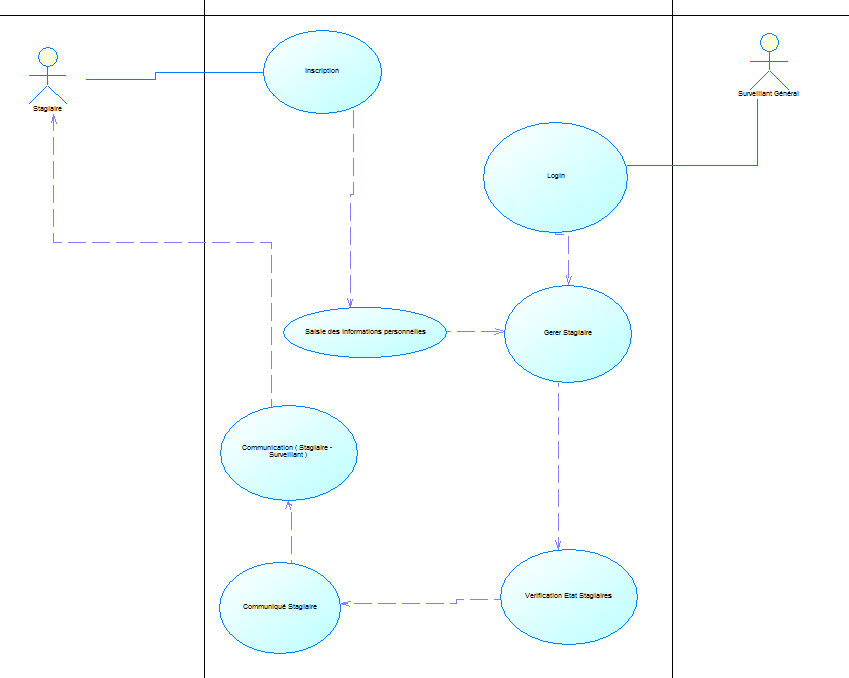 Inscription
Stagiaire
Surveillant Général
Login
Saisie des informations personnelles
Gerer Stagiaire
Communication ( Stagiaire -
Surveillant )
Communiqué Stagiaire
Verification Etat Stagiaires